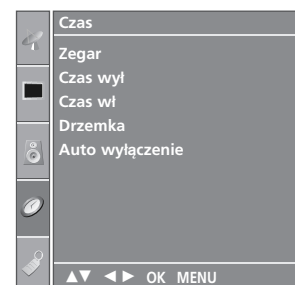 Czas
Zegar
Czas wył
Czas wł
Drzemka
Auto wyłączenie
▲▼ ◄► OK MENU